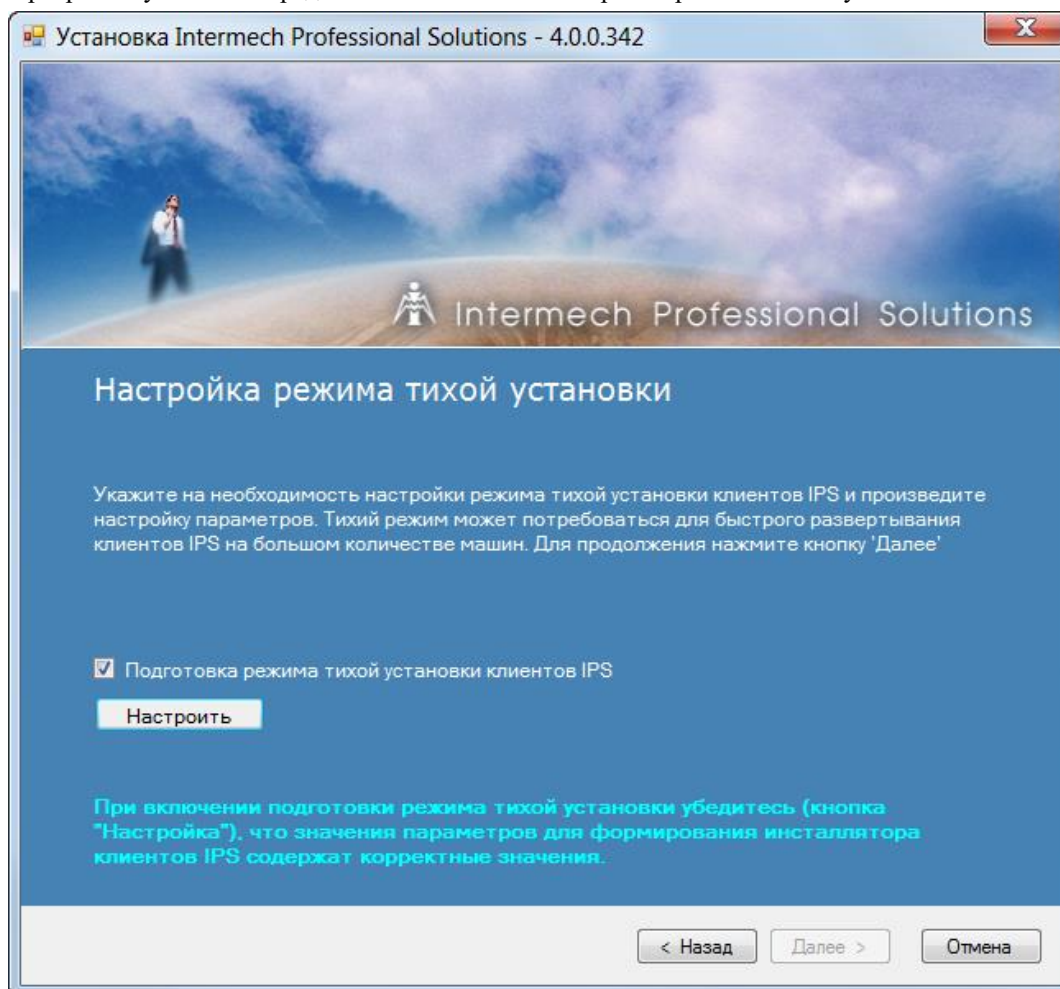 Установка Intermech Professional Solutions - 4.0.0.342
Intermech Professional Solutions
Настройка режима тихой установки
Укажите на необходимость настройки режима тихой установки клиентов IPS и произведите
настройку параметров. Тихий режим может потребоваться для быстрого развертывания
клиентов IPS на большом количестве машин. Для продолжения нажмите кнопку 'Далее'
Подготовка режима тихой установки клиентов IPS
Настроить
При включении подготовки режима тихой установки убедитесь (кнопка
"Настройка"), что значения параметров для формирования инсталлятора
клиентов IPS содержат корректные значения.
< Назад
Далее >
Отмена